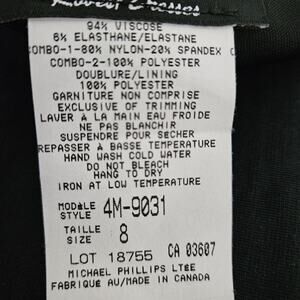 94% VISCOSE
6% ELASTHANE/ELASTANE
COMBO-1-80% NYLON-20% SPANDEX
COMBO-2-100% POLYESTER
DOUBLURE/LINING
100% POLYESTER
GARNITURE NON COMPRISE
EXCLUSIVE OF TRIMMING
LAVER À LA MAIN EAU FROIDE
NE PAS BLANCHIR
SUSPENDRE POUR SECHER
REPASSER À BASSE TEMPERATURE
HAND WASH COLD WATER
DO NOT BLEACH
HANG TO DRY
IRON AT LOW TEMPERATURE
MODÈLE
STYLE 4M-9031
TAILLE
SIZE 8
LOT 18755 CA 03607
MICHAEL PHILLIPS LTÉE
FABRIQUÉ AU/MADE IN CANADA